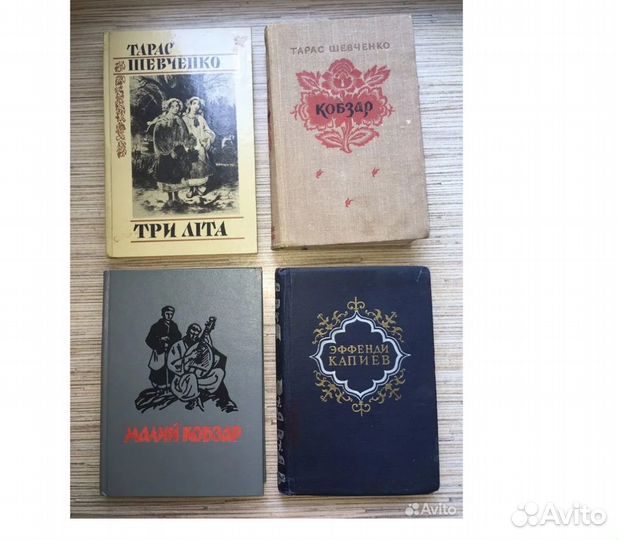 ТАРАС
ШЕВЧЕНКО
ТРИ ЛІТА
ТАРАС ШЕВЧЕНКО
КОБЗАР
МАЛИЙ КОБЗАР
ЭФФЕНДИ
КАПИЕВ
Avito
Avito